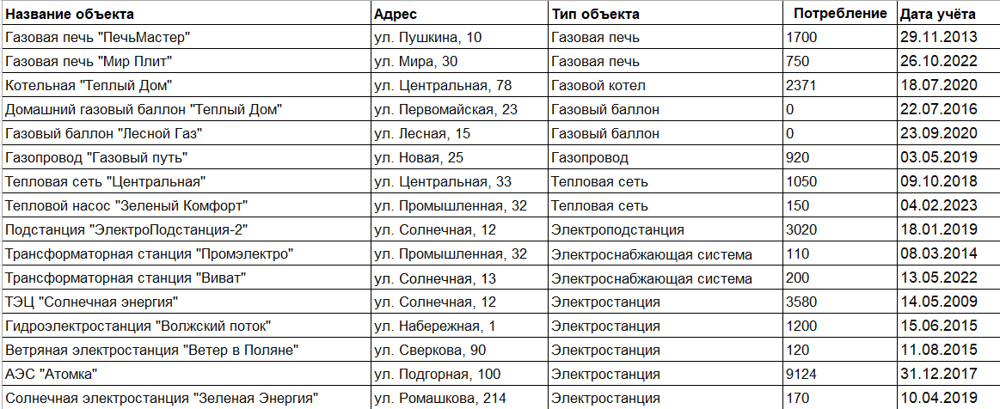 Название объекта Адрес Тип объекта Потребление Дата учёта
Газовая печь "ПечьМастер" ул. Пушкина, 10 Газовая печь 1700 29.11.2013
Газовая печь "Мир Плит" ул. Мира, 30 Газовая печь 750 26.10.2022
Котельная "Теплый Дом" ул. Центральная, 78 Газовой котел 2371 18.07.2020
Домашний газовый баллон "Теплый Дом" ул. Первомайская, 23 Газовый баллон 0 22.07.2016
Газовый баллон "Лесной Газ" ул. Лесная, 15 Газовый баллон 0 23.09.2020
Газопровод "Газовый путь" ул. Новая, 25 Газопровод 920 03.05.2019
Тепловая сеть "Центральная" ул. Центральная, 33 Тепловая сеть 1050 09.10.2018
Тепловой насос "Зеленый Комфорт" ул. Промышленная, 32 Тепловая сеть 150 04.02.2023
Подстанция "ЭлектроПодстанция-2" ул. Солнечная, 12 Электроподстанция 3020 18.01.2019
Трансформаторная станция "Промэлектро" ул. Промышленная, 32 Электроснабжающая система 110 08.03.2014
Трансформаторная станция "Виват" ул. Солнечная, 13 Электроснабжающая система 200 13.05.2022
ТЭЦ "Солнечная энергия" ул. Солнечная, 12 Электростанция 3580 14.05.2009
Гидроэлектростанция "Волжский поток" ул. Набережная, 1 Электростанция 1200 15.06.2015
Ветряная электростанция "Ветер в Поляне" ул. Сверкова, 90 Электростанция 120 11.08.2015
АЭС "Атомка" ул. Подгорная, 100 Электростанция 9124 31.12.2017
Солнечная электростанция "Зеленая Энергия" ул. Ромашкова, 214 Электростанция 170 10.04.2019